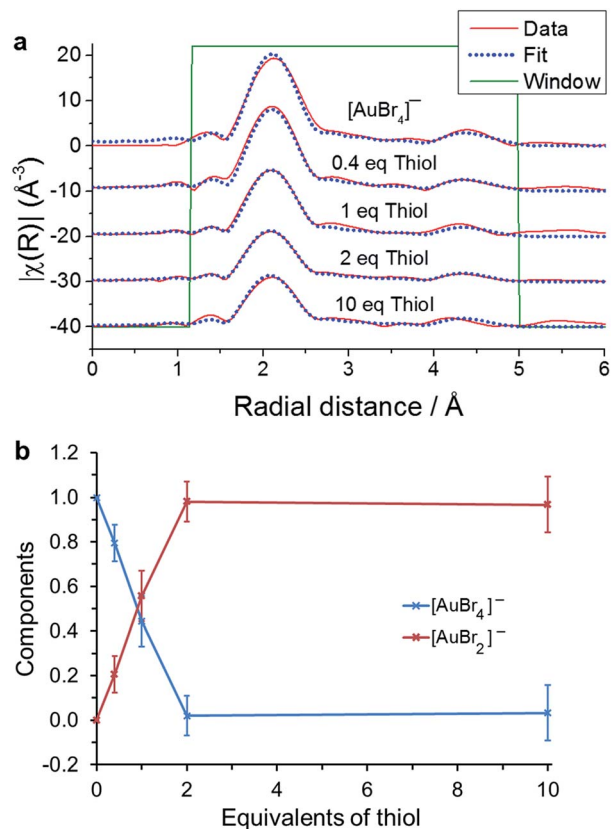 a
Data
Fit
Window
[AuBr₄]⁻
0.4 eq Thiol
1 eq Thiol
2 eq Thiol
10 eq Thiol
|χ(R)| (Å⁻³)
20
10
0
-10
-20
-30
-40
0 1 2 3 4 5 6
Radial distance / Å
b
Components
1.2
1.0
0.8
0.6
0.4
0.2
0.0
-0.2
[AuBr₄]⁻
[AuBr₂]⁻
0 2 4 6 8 10
Equivalents of thiol